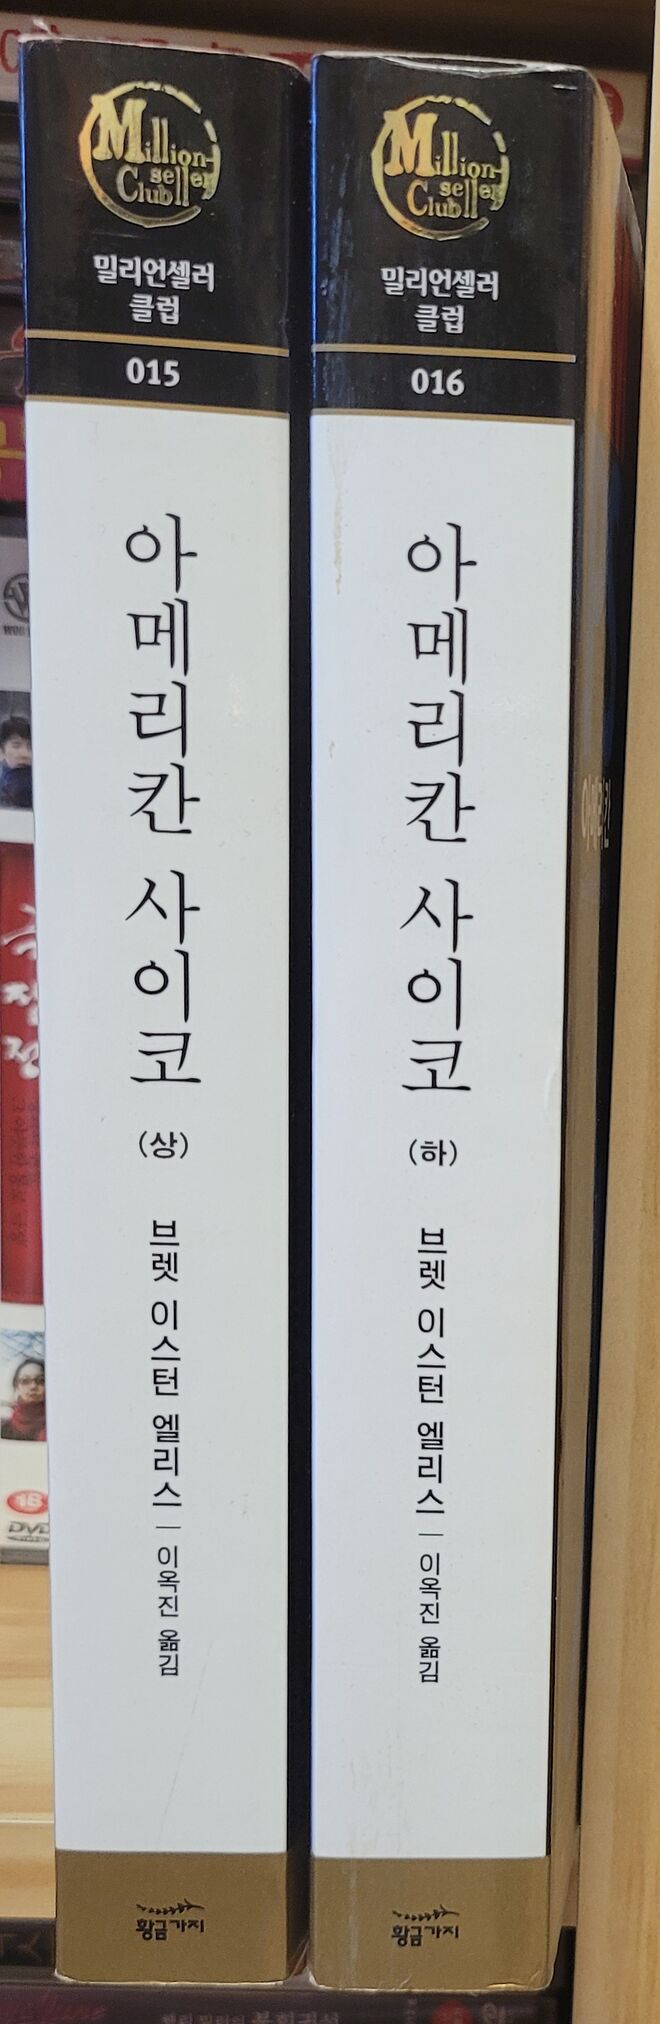 Million-
seller
Club
밀리언셀러
클럽
015
아메리칸 사이코
(상)
브렛 이스턴 엘리스 | 이옥진 옮김
황금가지
Million-
seller
Club
밀리언셀러
클럽
016
아메리칸 사이코
(하)
브렛 이스턴 엘리스 | 이옥진 옮김
황금가지
18
DVD